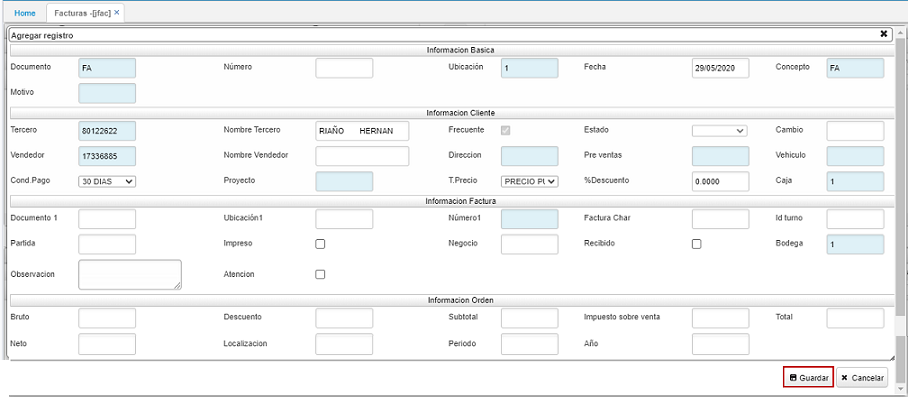 Home Facturas -[jfac] ×
Agregar registro
Informacion Basica
Documento FA Número Ubicación 1 Fecha 29/05/2020 Concepto FA
Motivo
Informacion Cliente
Tercero 80122622 Nombre Tercero RIAÑO HERNAN Frecuente Estado Cambio
Vendedor 17336885 Nombre Vendedor Direccion Pre ventas Vehiculo
Cond.Pago 30 DIAS Proyecto T.Precio PRECIO PU %Descuento 0.0000 Caja 1
Informacion Factura
Documento 1 Ubicación1 Número1 Factura Char Id turno
Partida Impreso Negocio Recibido Bodega 1
Observacion Atencion
Informacion Orden
Bruto Descuento Subtotal Impuesto sobre venta Total
Neto Localizacion Periodo Año
Guardar Cancelar